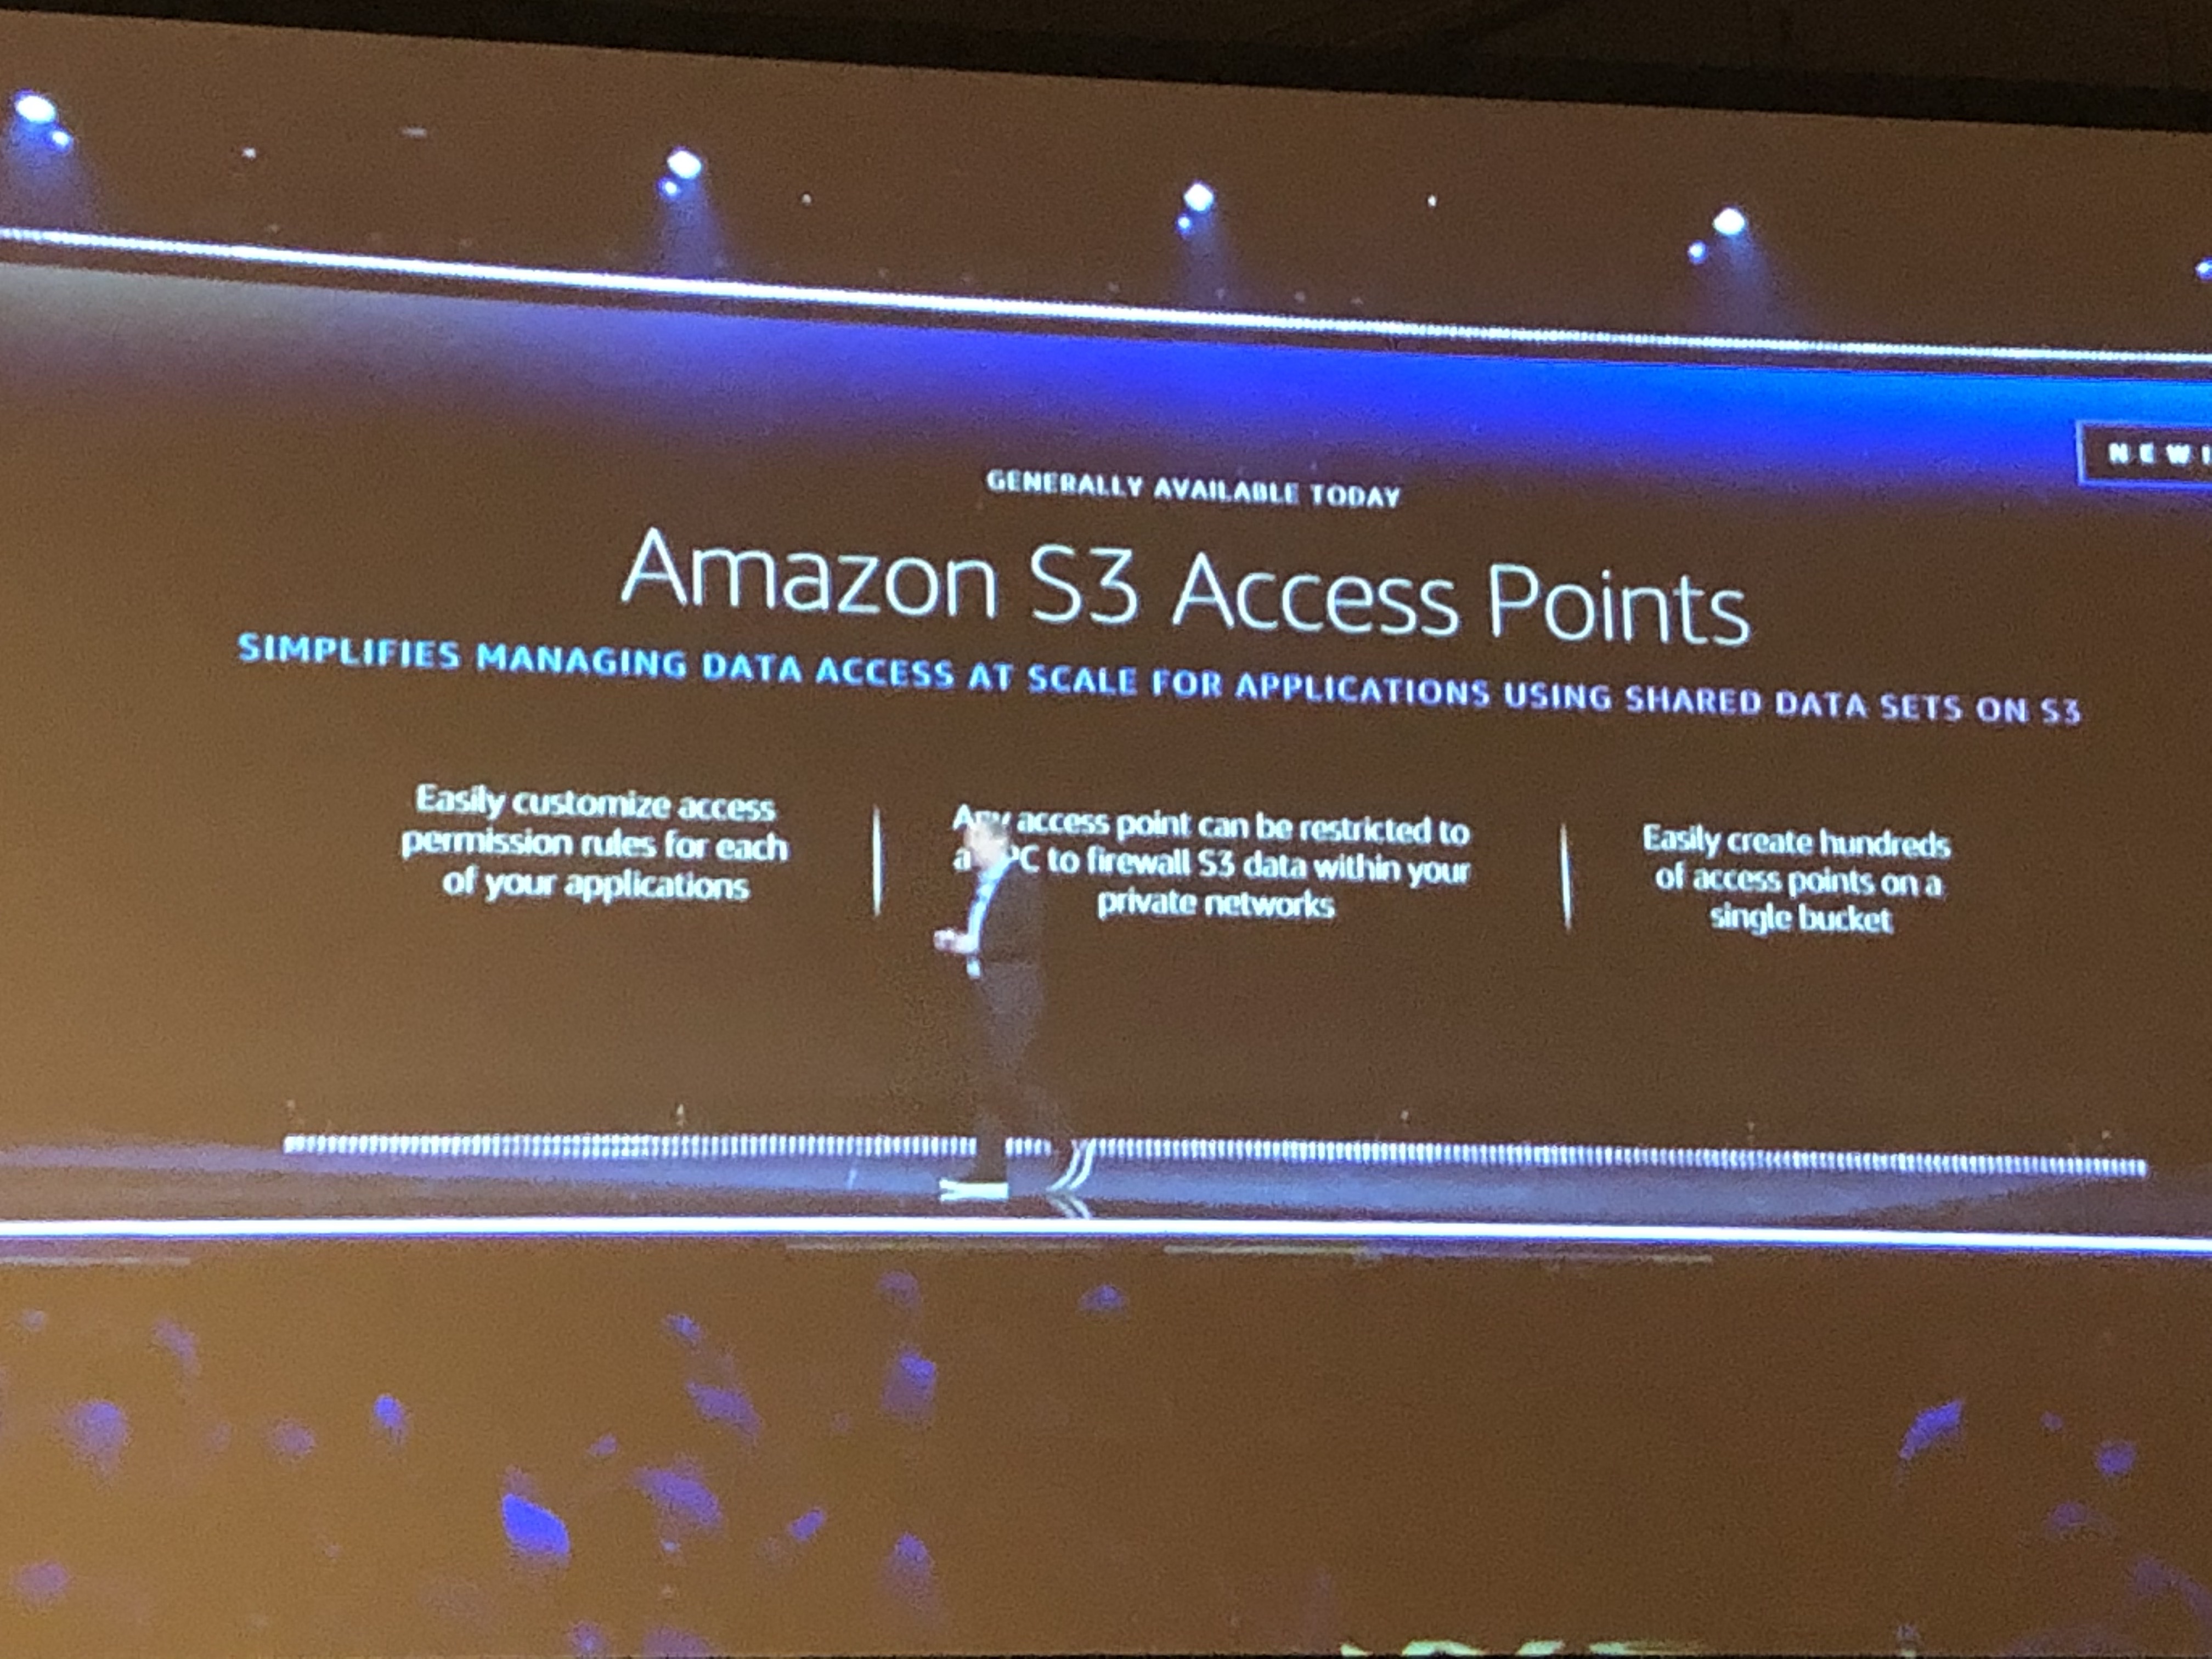 NEW
GENERALLY AVAILABLE TODAY
Amazon S3 Access Points
SIMPLIFIES MANAGING DATA ACCESS AT SCALE FOR APPLICATIONS USING SHARED DATA SETS ON S3
Easily customize access
permission rules for each
of your applications
Any access point can be restricted to
a PC to firewall S3 data within your
private networks
Easily create hundreds
of access points on a
single bucket